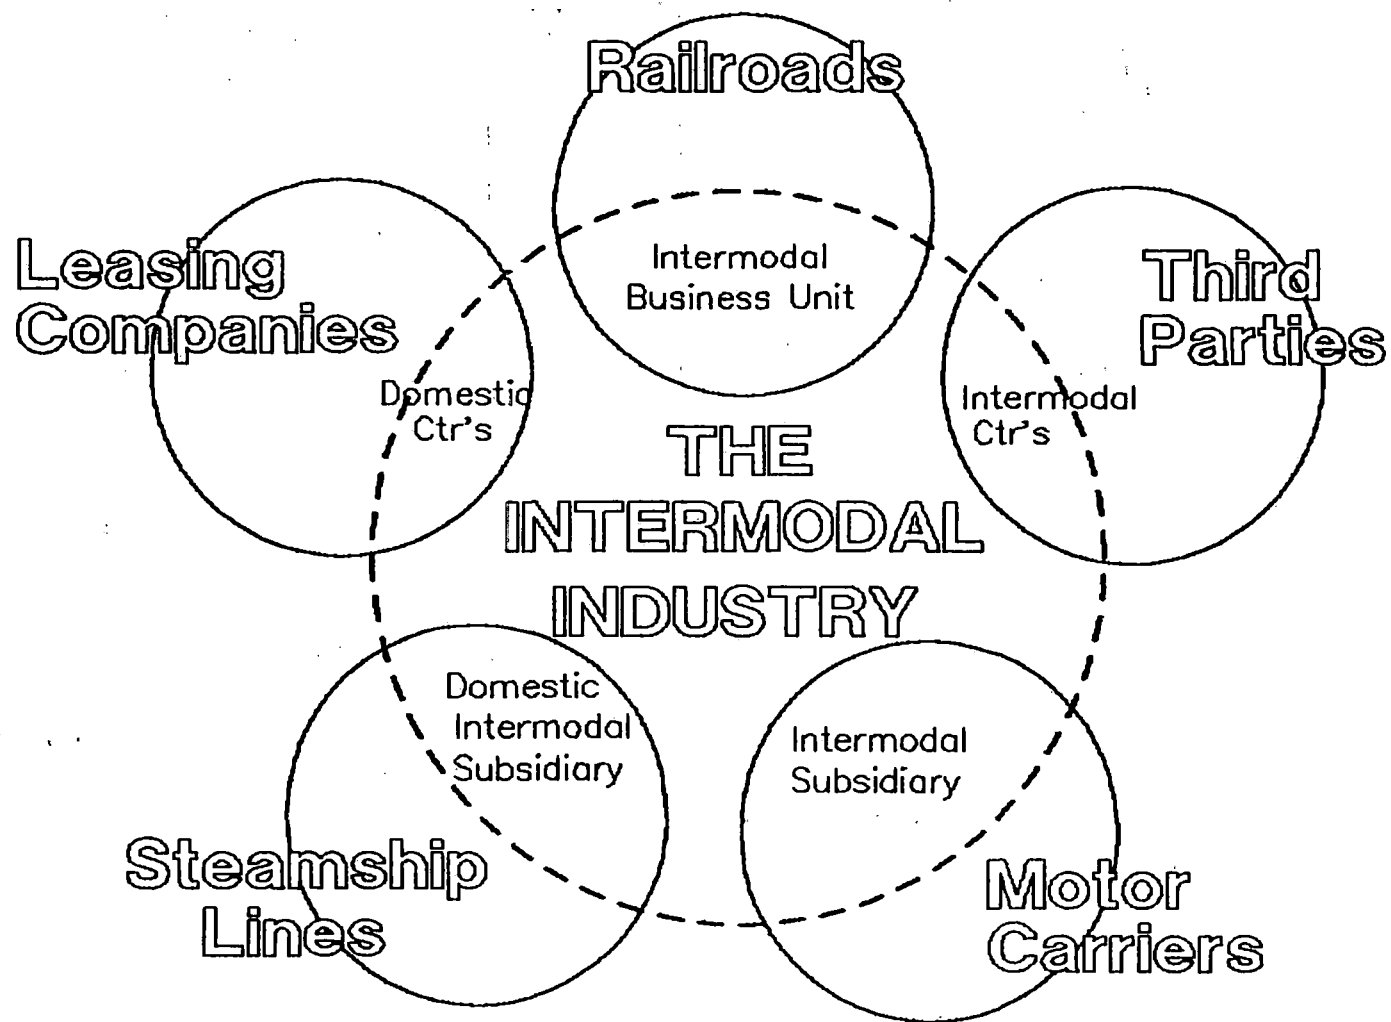 Railroads
Intermodal
Business Unit
Leasing
Companies
Domestic
Ctr's
Third
Parties
Intermodal
Ctr's
THE
INTERMODAL
INDUSTRY
Domestic
Intermodal
Subsidiary
Steamship
Lines
Intermodal
Subsidiary
Motor
Carriers